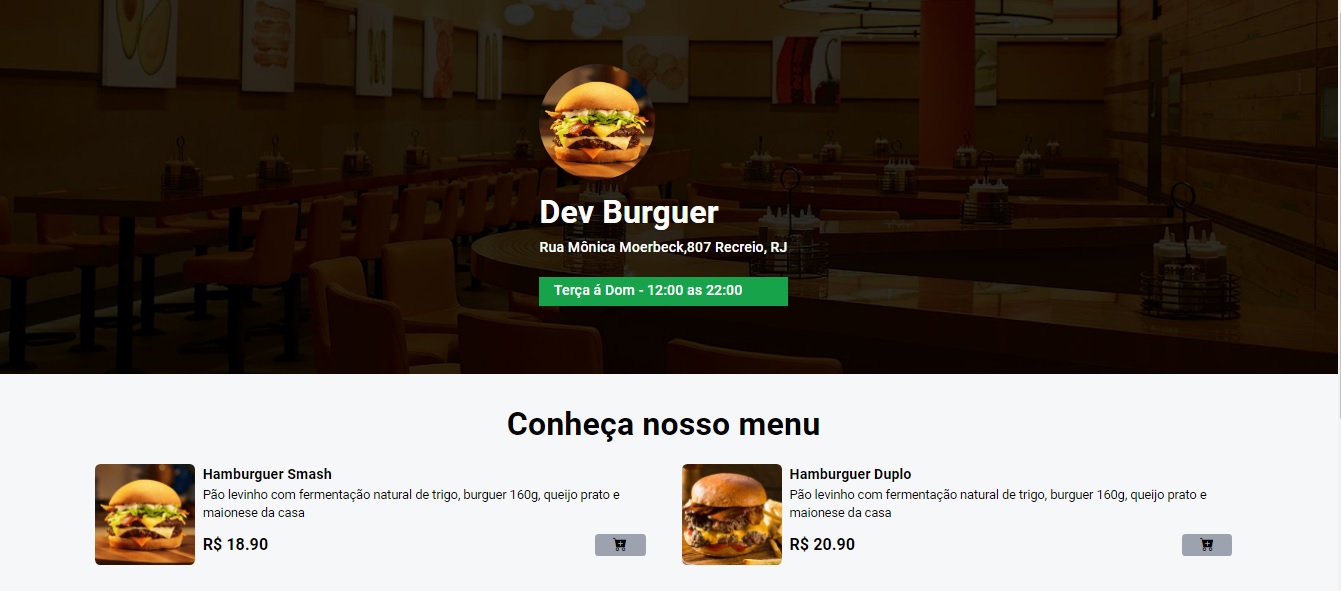 Dev Burguer
Rua Mônica Moerbeck,807 Recreio, RJ
Terça á Dom - 12:00 as 22:00
Conheça nosso menu
Hamburguer Smash
Pão levinho com fermentação natural de trigo, burguer 160g, queijo prato e
maionese da casa
R$ 18.90
Hamburguer Duplo
Pão levinho com fermentação natural de trigo, burguer 160g, queijo prato e
maionese da casa
R$ 20.90